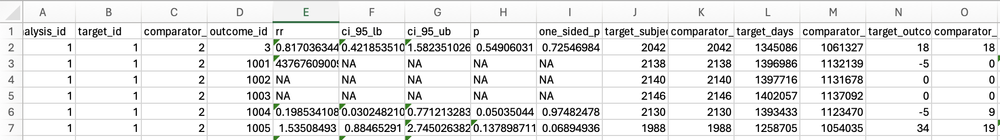 A B C D E F G H I J K L M N O
1 alysis_id target_id comparator_ outcome_id rr ci_95_lb ci_95_ub p one_sided_p target_subje comparator_ target_days comparator_ target_outco comparator_
2 1 1 2 3 0.817036344 0.421853510 1.582351026 0.54906031 0.72546984 2042 2042 1345086 1061327 18 18
3 1 1 2 1001 43767609009 NA NA NA NA 2138 2138 1396986 1132139 -5 0
4 1 1 2 1002 NA NA NA NA NA 2140 2140 1397716 1131678 0 0
5 1 1 2 1003 NA NA NA NA NA 2146 2146 1402057 1137092 0 0
6 1 1 2 1004 0.198534108 0.030248210 0.771213283 0.05035044 0.97482478 2130 2130 1393433 1123470 -5 9
7 1 1 2 1005 1.53508493 0.88465291 2.745026382 0.137898711 0.06894936 1988 1988 1258705 1054035 34 19